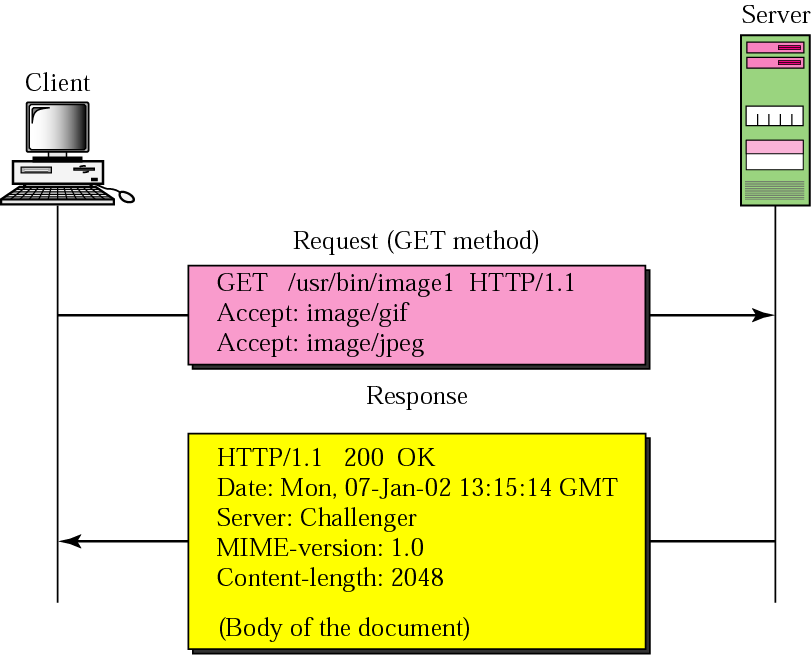 Server
Client
Request (GET method)
GET /usr/bin/image1 HTTP/1.1
Accept: image/gif
Accept: image/jpeg
Response
HTTP/1.1 200 OK
Date: Mon, 07-Jan-02 13:15:14 GMT
Server: Challenger
MIME-version: 1.0
Content-length: 2048
(Body of the document)